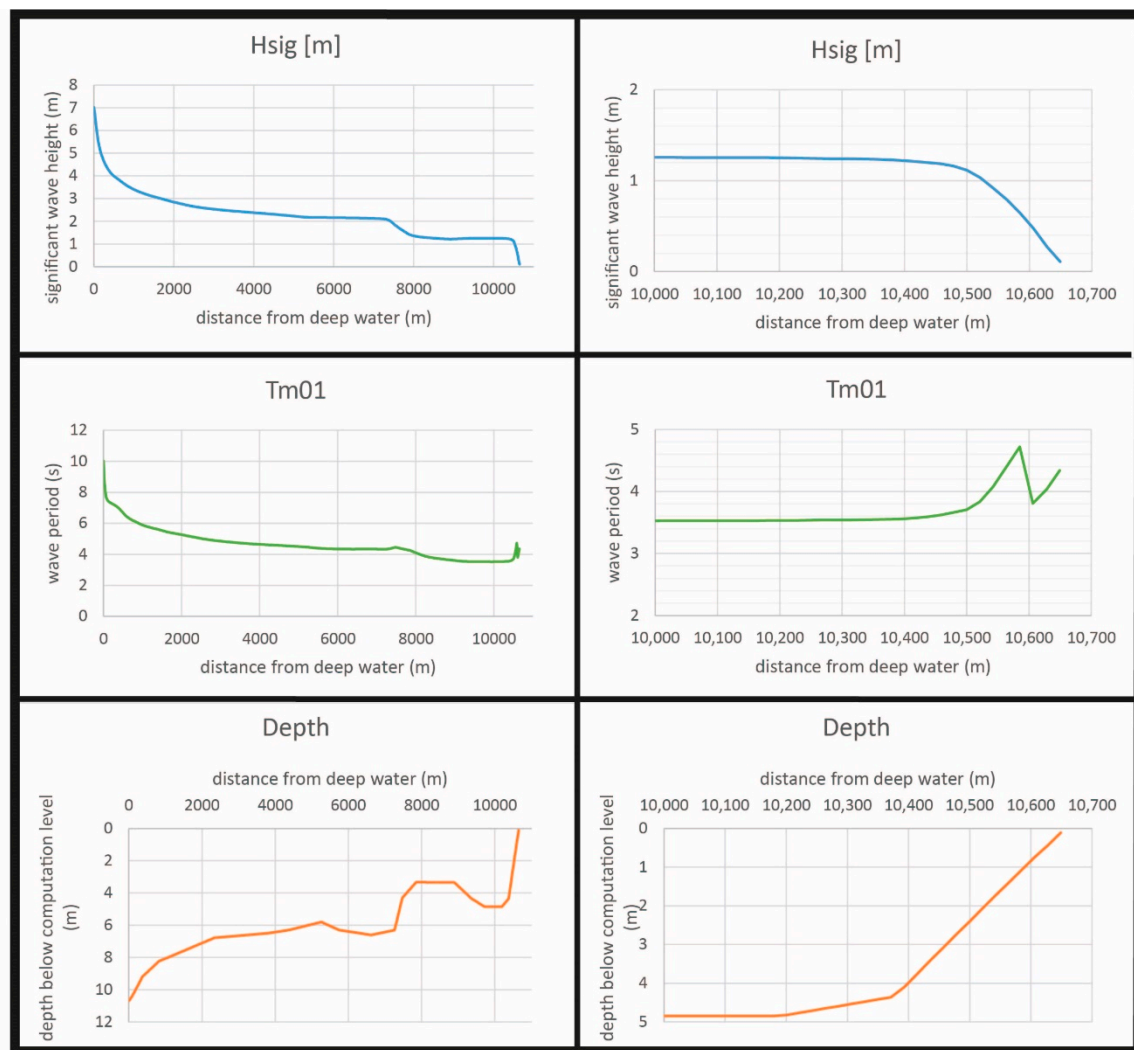 Hsig [m]
significant wave height (m)
8
7
6
5
4
3
2
1
0
0 2000 4000 6000 8000 10000
distance from deep water (m)
Hsig [m]
significant wave height (m)
2
1
0
10,000 10,100 10,200 10,300 10,400 10,500 10,600 10,700
distance from deep water (m)
Tm01
wave period (s)
12
10
8
6
4
2
0
0 2000 4000 6000 8000 10000
distance from deep water (m)
Tm01
wave period (s)
5
4
3
2
10,000 10,100 10,200 10,300 10,400 10,500 10,600 10,700
distance from deep water (m)
Depth
distance from deep water (m)
0 2000 4000 6000 8000 10000
depth below computation level
(m)
0
2
4
6
8
10
12
Depth
distance from deep water (m)
10,000 10,100 10,200 10,300 10,400 10,500 10,600 10,700
depth below computation level
(m)
0
1
2
3
4
5